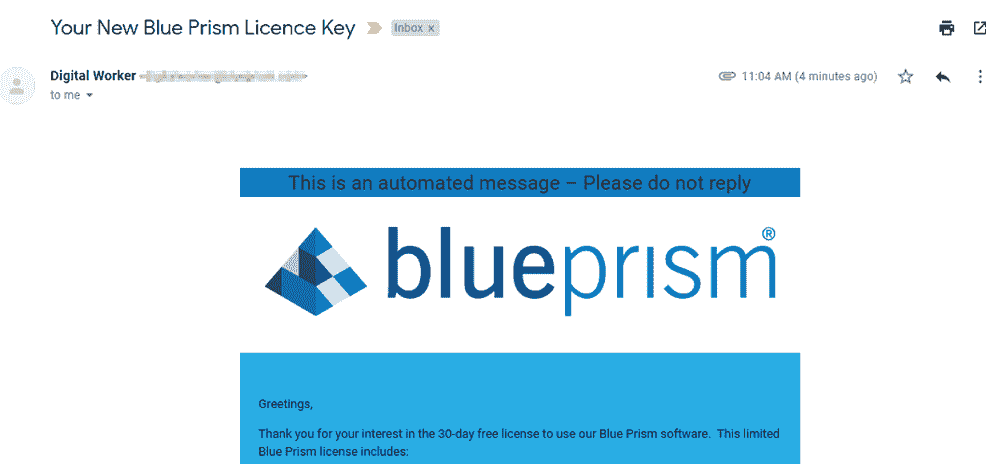 Your New Blue Prism Licence Key Inbox x
Digital Worker
11:04 AM (4 minutes ago)
to me
This is an automated message – Please do not reply
blueprism®
Greetings,
Thank you for your interest in the 30-day free license to use our Blue Prism software. This limited
Blue Prism license includes: